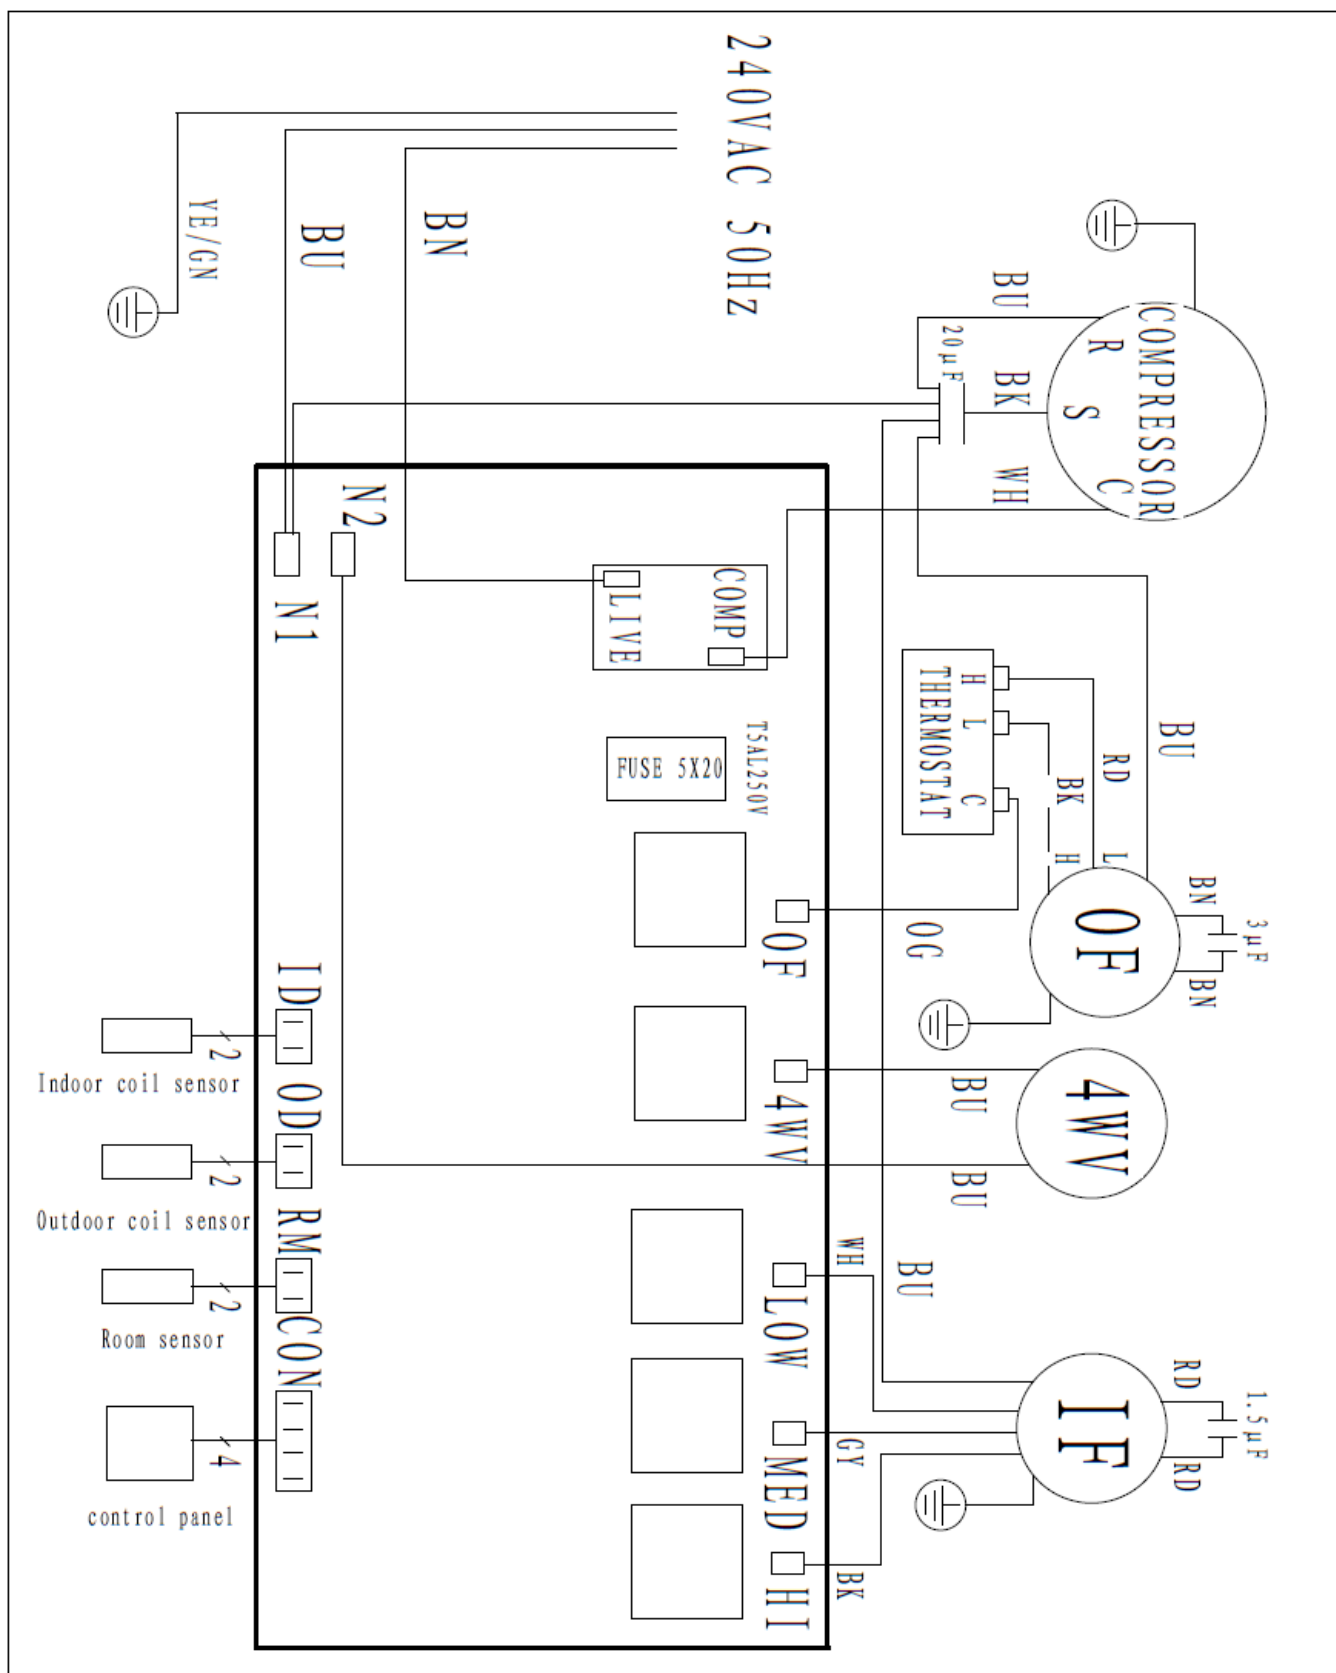 240VAC 50Hz
YE/GN
BU
BN
COMPRESSOR
R
S
C
BU
BK
WH
20μF
N2
N1
LIVE
COMP
FUSE 5X20
T5AL250V
THERMOSTAT
H
L
C
RD
BK
BU
L
H
OF
BN
3μF
BN
OF
OG
4WV
4WV
BU
BU
ID
2
Indoor coil sensor
OD
2
Outdoor coil sensor
RM
2
Room sensor
CON
4
control panel
WH
BU
LOW
GY
MED
BK
HI
IF
RD
1.5μF
RD